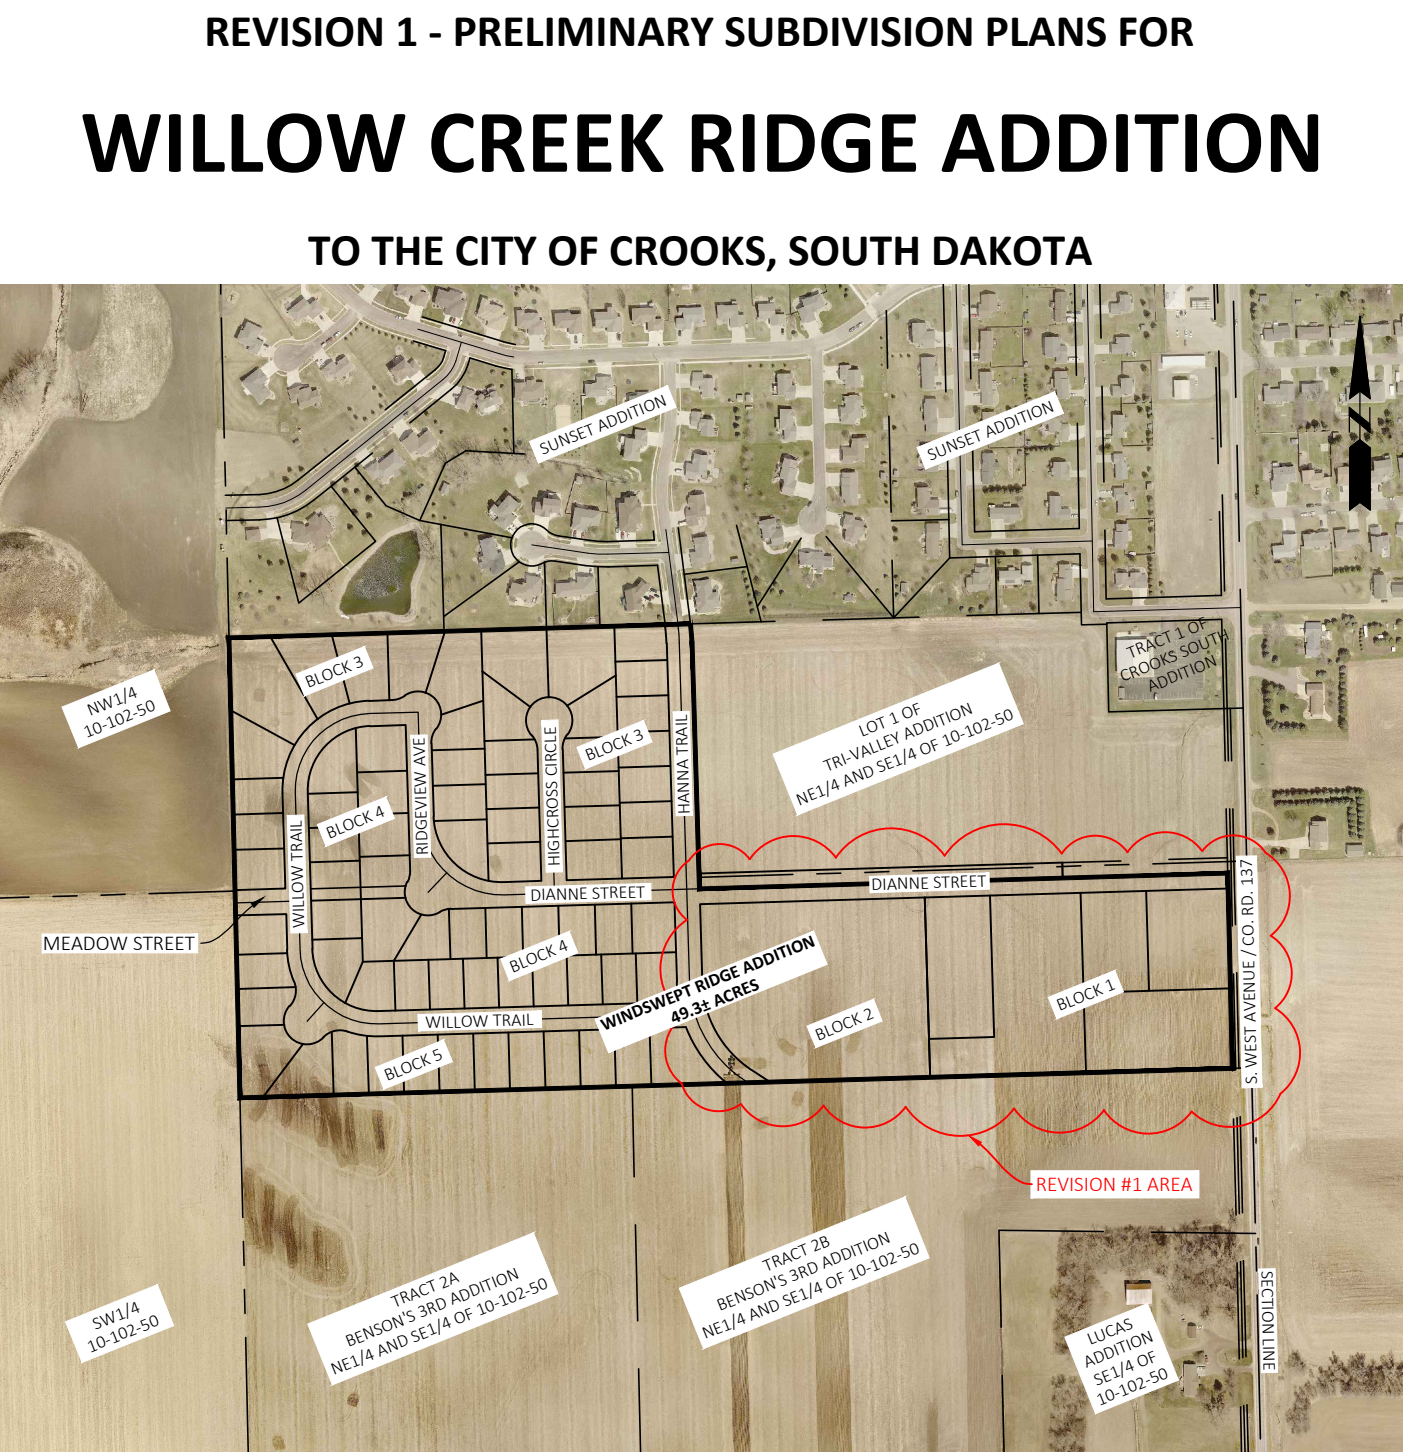 REVISION 1 - PRELIMINARY SUBDIVISION PLANS FOR
WILLOW CREEK RIDGE ADDITION
TO THE CITY OF CROOKS, SOUTH DAKOTA
SUNSET ADDITION
SUNSET ADDITION
TRACT 1 OF
CROOKS SOUTH
ADDITION
NW1/4
10-102-50
BLOCK 3
LOT 1 OF
TRI-VALLEY ADDITION
NE1/4 AND SE1/4 OF 10-102-50
BLOCK 3
HANNA TRAIL
RIDGEVIEW AVE
HIGHCROSS CIRCLE
BLOCK 4
WILLOW TRAIL
DIANNE STREET
DIANNE STREET
MEADOW STREET
BLOCK 4
S. WEST AVENUE / CO. RD. 137
WINDSWEPT RIDGE ADDITION
49.3± ACRES
BLOCK 2
BLOCK 1
WILLOW TRAIL
BLOCK 5
REVISION #1 AREA
TRACT 2A
BENSON'S 3RD ADDITION
NE1/4 AND SE1/4 OF 10-102-50
TRACT 2B
BENSON'S 3RD ADDITION
NE1/4 AND SE1/4 OF 10-102-50
SW1/4
10-102-50
LUCAS
ADDITION
SE1/4 OF
10-102-50
SECTION LINE